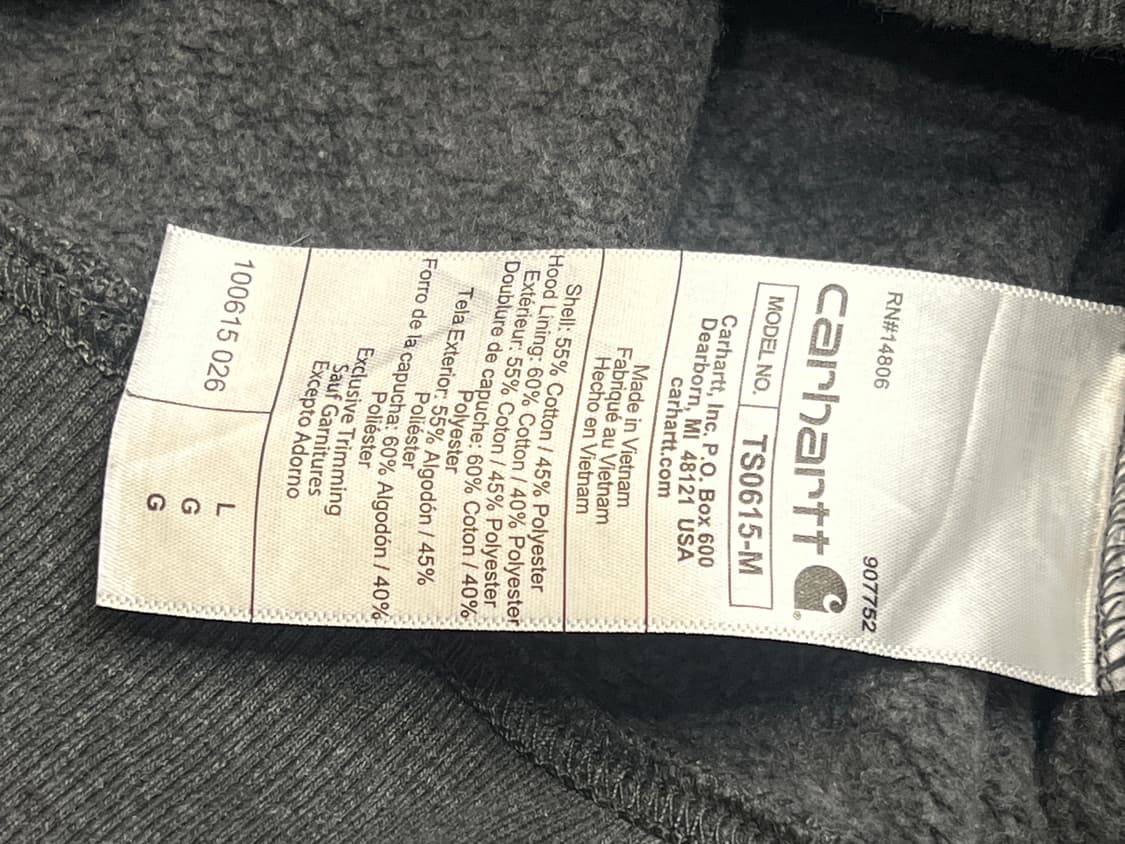 RN#14806 907752
carhartt ®
MODEL NO. TS0615-M
Carhartt, Inc, P.O. Box 600
Dearborn, MI 48121 USA
carhartt.com
Made in Vietnam
Fabriqué au Vietnam
Hecho en Vietnam
Shell: 55% Cotton / 45% Polyester
Hood Lining: 60% Cotton / 40% Polyester
Extérieur: 55% Coton / 45% Polyester
Doublure de capuche: 60% Coton / 40%
Polyester
Tela Exterior: 55% Algodón / 45%
Poliéster
Forro de la capucha: 60% Algodón / 40%
Poliéster
Exclusive Trimming
Sauf Garnitures
Excepto Adorno
100615 026
L
G
G